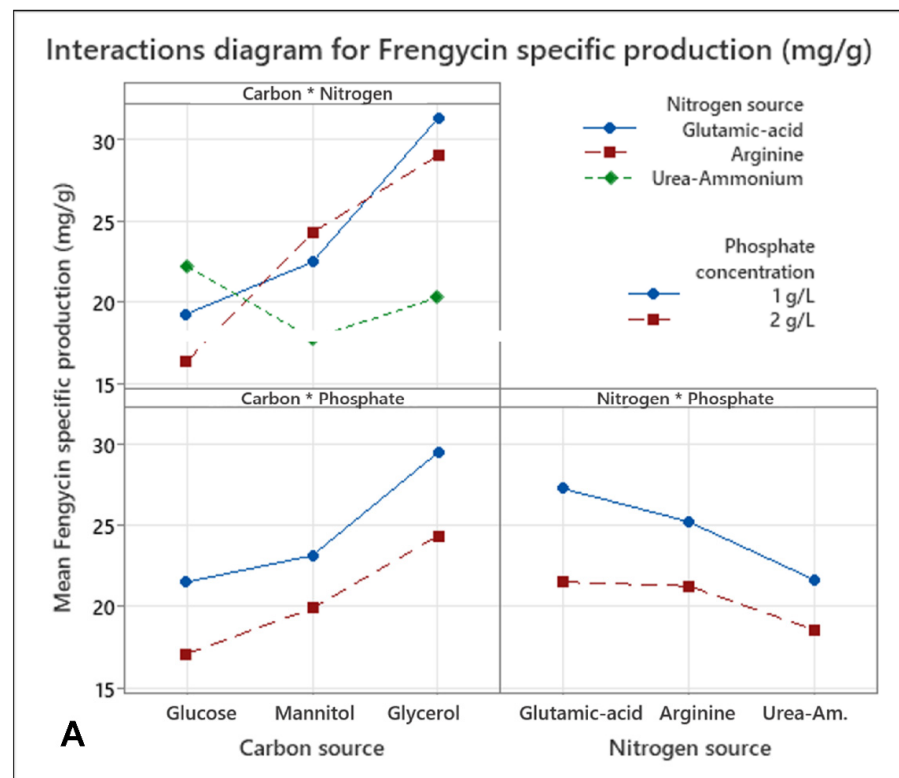 Interactions diagram for Frengycin specific production (mg/g)
Carbon * Nitrogen
Nitrogen source
Glutamic-acid
Arginine
Urea-Ammonium
Phosphate
concentration
1 g/L
2 g/L
Mean Fengycin specific production (mg/g)
30
25
20
15
Carbon * Phosphate
Nitrogen * Phosphate
30
25
20
15
Glucose Mannitol Glycerol
Glutamic-acid Arginine Urea-Am.
Carbon source
Nitrogen source
A